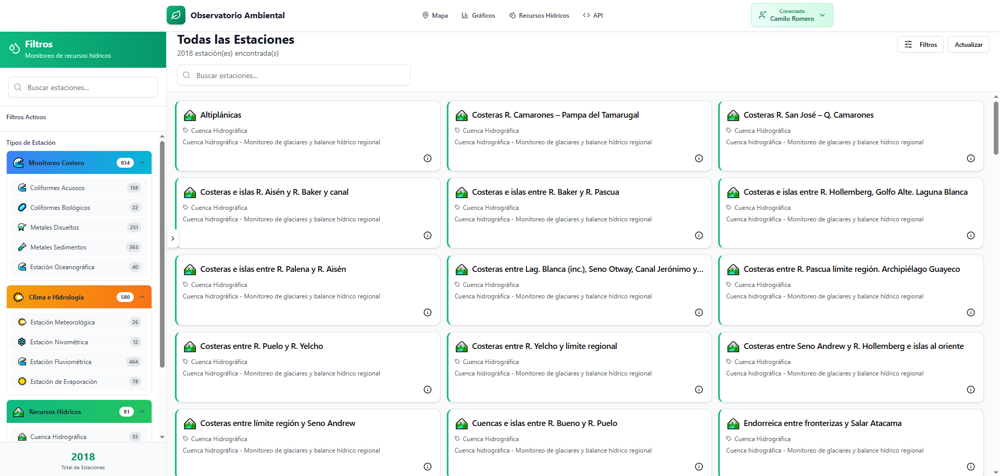 Observatorio Ambiental
Mapa
Gráficos
Recursos Hídricos
API
Conectado
Camilo Romero
Filtros
Monitoreo de recursos hídricos
Buscar estaciones...
Filtros Activos
Tipos de Estación
Monitoreo Costero 834
Coliformes Acuosos 158
Coliformes Biológicos 22
Metales Disueltos 251
Metales Sedimentos 363
Estación Oceanográfica 40
Clima e Hidrología 580
Estación Meteorológica 26
Estación Nivométrica 12
Estación Fluviométrica 464
Estación de Evaporación 78
Recursos Hídricos 81
Cuenca Hidrográfica 55
2018
Total de Estaciones
Todas las Estaciones
2018 estación(es) encontrada(s)
Filtros
Actualizar
Buscar estaciones...
Altiplánicas
Cuenca Hidrográfica
Cuenca hidrográfica - Monitoreo de glaciares y balance hídrico regional
Costeras R. Camarones – Pampa del Tamarugal
Cuenca Hidrográfica
Cuenca hidrográfica - Monitoreo de glaciares y balance hídrico regional
Costeras R. San José – Q. Camarones
Cuenca Hidrográfica
Cuenca hidrográfica - Monitoreo de glaciares y balance hídrico regional
Costeras e islas R. Aisén y R. Baker y canal
Cuenca Hidrográfica
Cuenca hidrográfica - Monitoreo de glaciares y balance hídrico regional
Costeras e islas entre R. Baker y R. Pascua
Cuenca Hidrográfica
Cuenca hidrográfica - Monitoreo de glaciares y balance hídrico regional
Costeras e islas entre R. Hollemberg, Golfo Alte. Laguna Blanca
Cuenca Hidrográfica
Cuenca hidrográfica - Monitoreo de glaciares y balance hídrico regional
Costeras e islas entre R. Palena y R. Aisén
Cuenca Hidrográfica
Cuenca hidrográfica - Monitoreo de glaciares y balance hídrico regional
Costeras entre Lag. Blanca (inc.), Seno Otway, Canal Jerónimo y...
Cuenca Hidrográfica
Cuenca hidrográfica - Monitoreo de glaciares y balance hídrico regional
Costeras entre R. Pascua límite región. Archipiélago Guayeco
Cuenca Hidrográfica
Cuenca hidrográfica - Monitoreo de glaciares y balance hídrico regional
Costeras entre R. Puelo y R. Yelcho
Cuenca Hidrográfica
Cuenca hidrográfica - Monitoreo de glaciares y balance hídrico regional
Costeras entre R. Yelcho y límite regional
Cuenca Hidrográfica
Cuenca hidrográfica - Monitoreo de glaciares y balance hídrico regional
Costeras entre Seno Andrew y R. Hollemberg e islas al oriente
Cuenca Hidrográfica
Cuenca hidrográfica - Monitoreo de glaciares y balance hídrico regional
Costeras entre límite región y Seno Andrew
Cuenca Hidrográfica
Cuenca hidrográfica - Monitoreo de glaciares y balance hídrico regional
Cuencas e islas entre R. Bueno y R. Puelo
Cuenca Hidrográfica
Cuenca hidrográfica - Monitoreo de glaciares y balance hídrico regional
Endorreica entre fronterizas y Salar Atacama
Cuenca Hidrográfica
Cuenca hidrográfica - Monitoreo de glaciares y balance hídrico regional